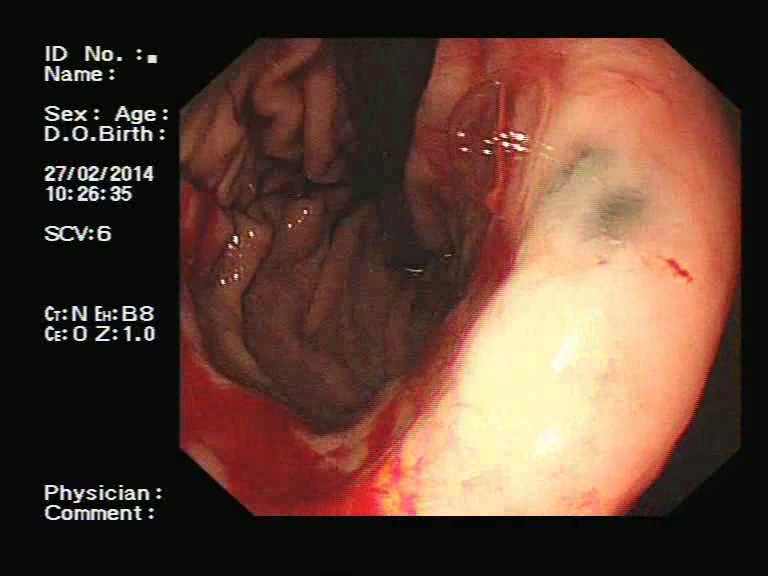 ID No. :
Name:
Sex: Age:
D.O.Birth:
27/02/2014
10:26:35
SCV:6
CT:N EH:B8
CE:0 Z:1.0
Physician:
Comment: